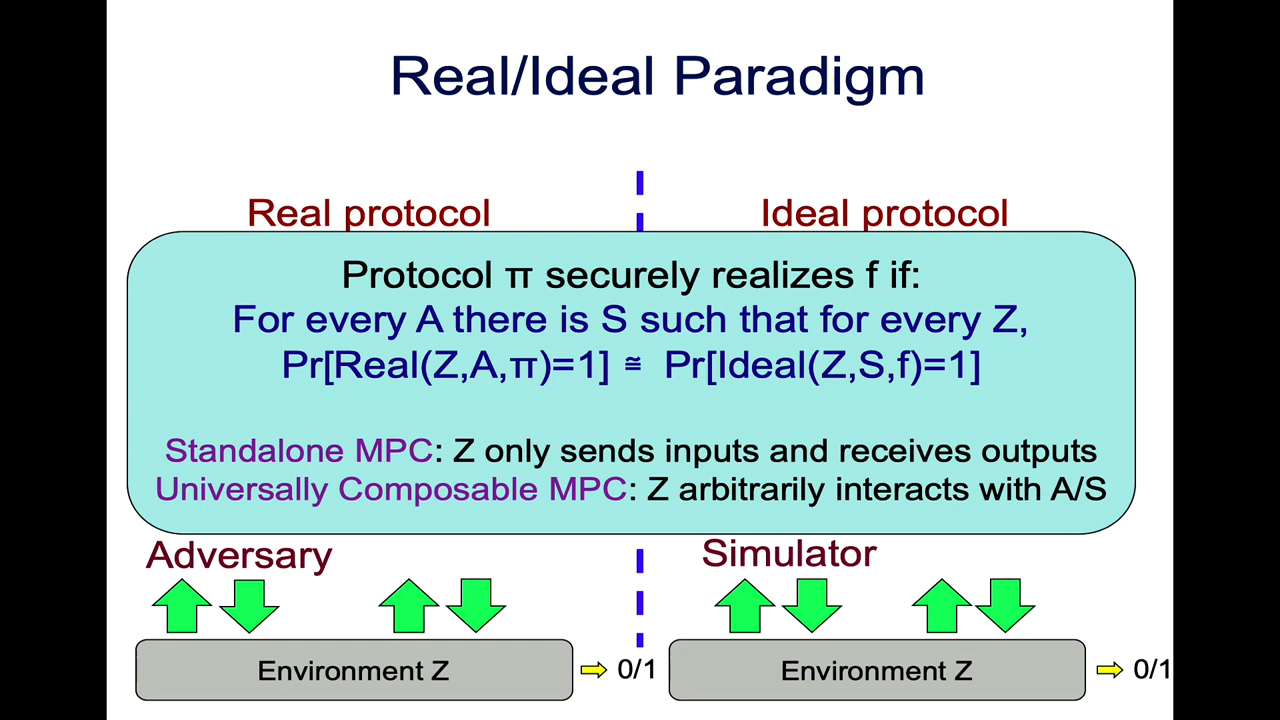 Real/Ideal Paradigm
Real protocol
Ideal protocol
Protocol π securely realizes f if:
For every A there is S such that for every Z,
Pr[Real(Z,A,π)=1] ≅ Pr[Ideal(Z,S,f)=1]
Standalone MPC: Z only sends inputs and receives outputs
Universally Composable MPC: Z arbitrarily interacts with A/S
Adversary
Simulator
Environment Z
0/1
Environment Z
0/1